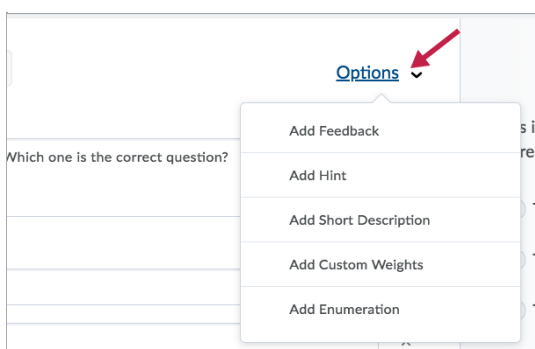 Options
Add Feedback
Which one is the correct question?
Add Hint
Add Short Description
Add Custom Weights
Add Enumeration